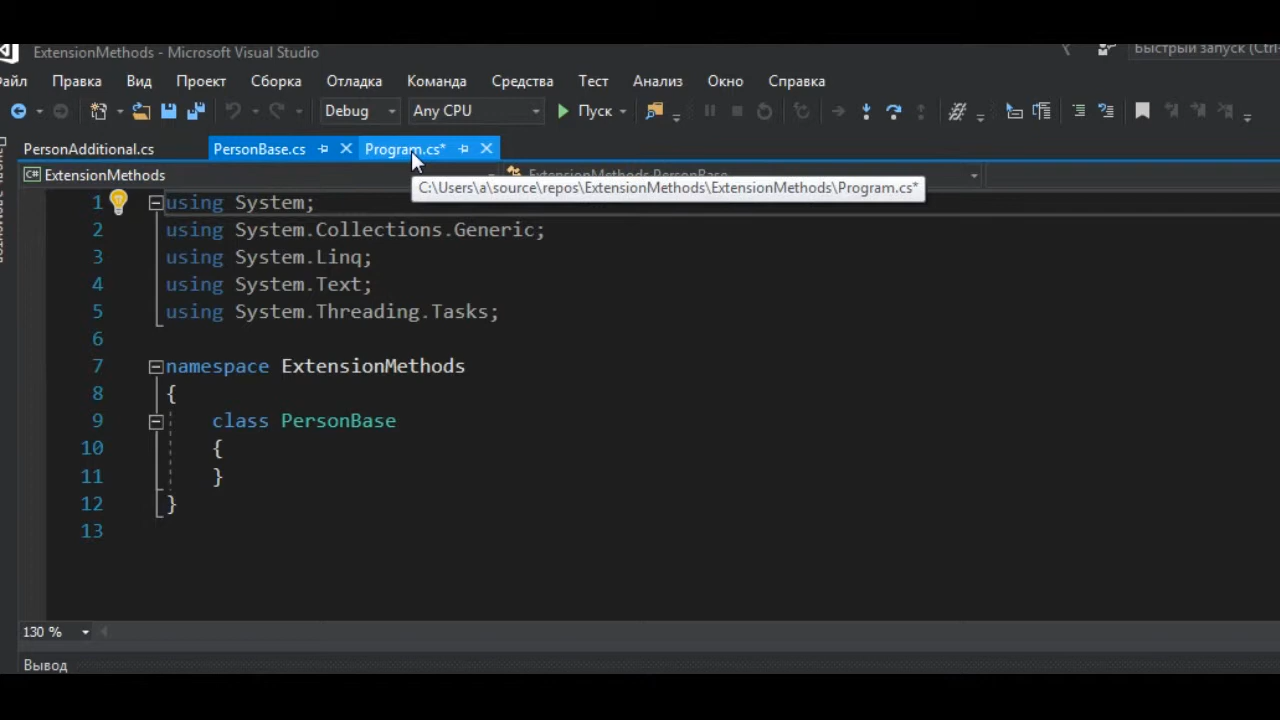 ExtensionMethods - Microsoft Visual Studio
Быстрый запуск (Ctrl-
айл Правка Вид Проект Сборка Отладка Команда Средства Тест Анализ Окно Справка
Debug Any CPU Пуск
PersonAdditional.cs PersonBase.cs Program.cs*
ExtensionMethods ExtensionMethods.PersonBase
C:\Users\a\source\repos\ExtensionMethods\ExtensionMethods\Program.cs*
1 using System;
2 using System.Collections.Generic;
3 using System.Linq;
4 using System.Text;
5 using System.Threading.Tasks;
6
7 namespace ExtensionMethods
8 {
9 class PersonBase
10 {
11 }
12 }
13
130 %
Вывод